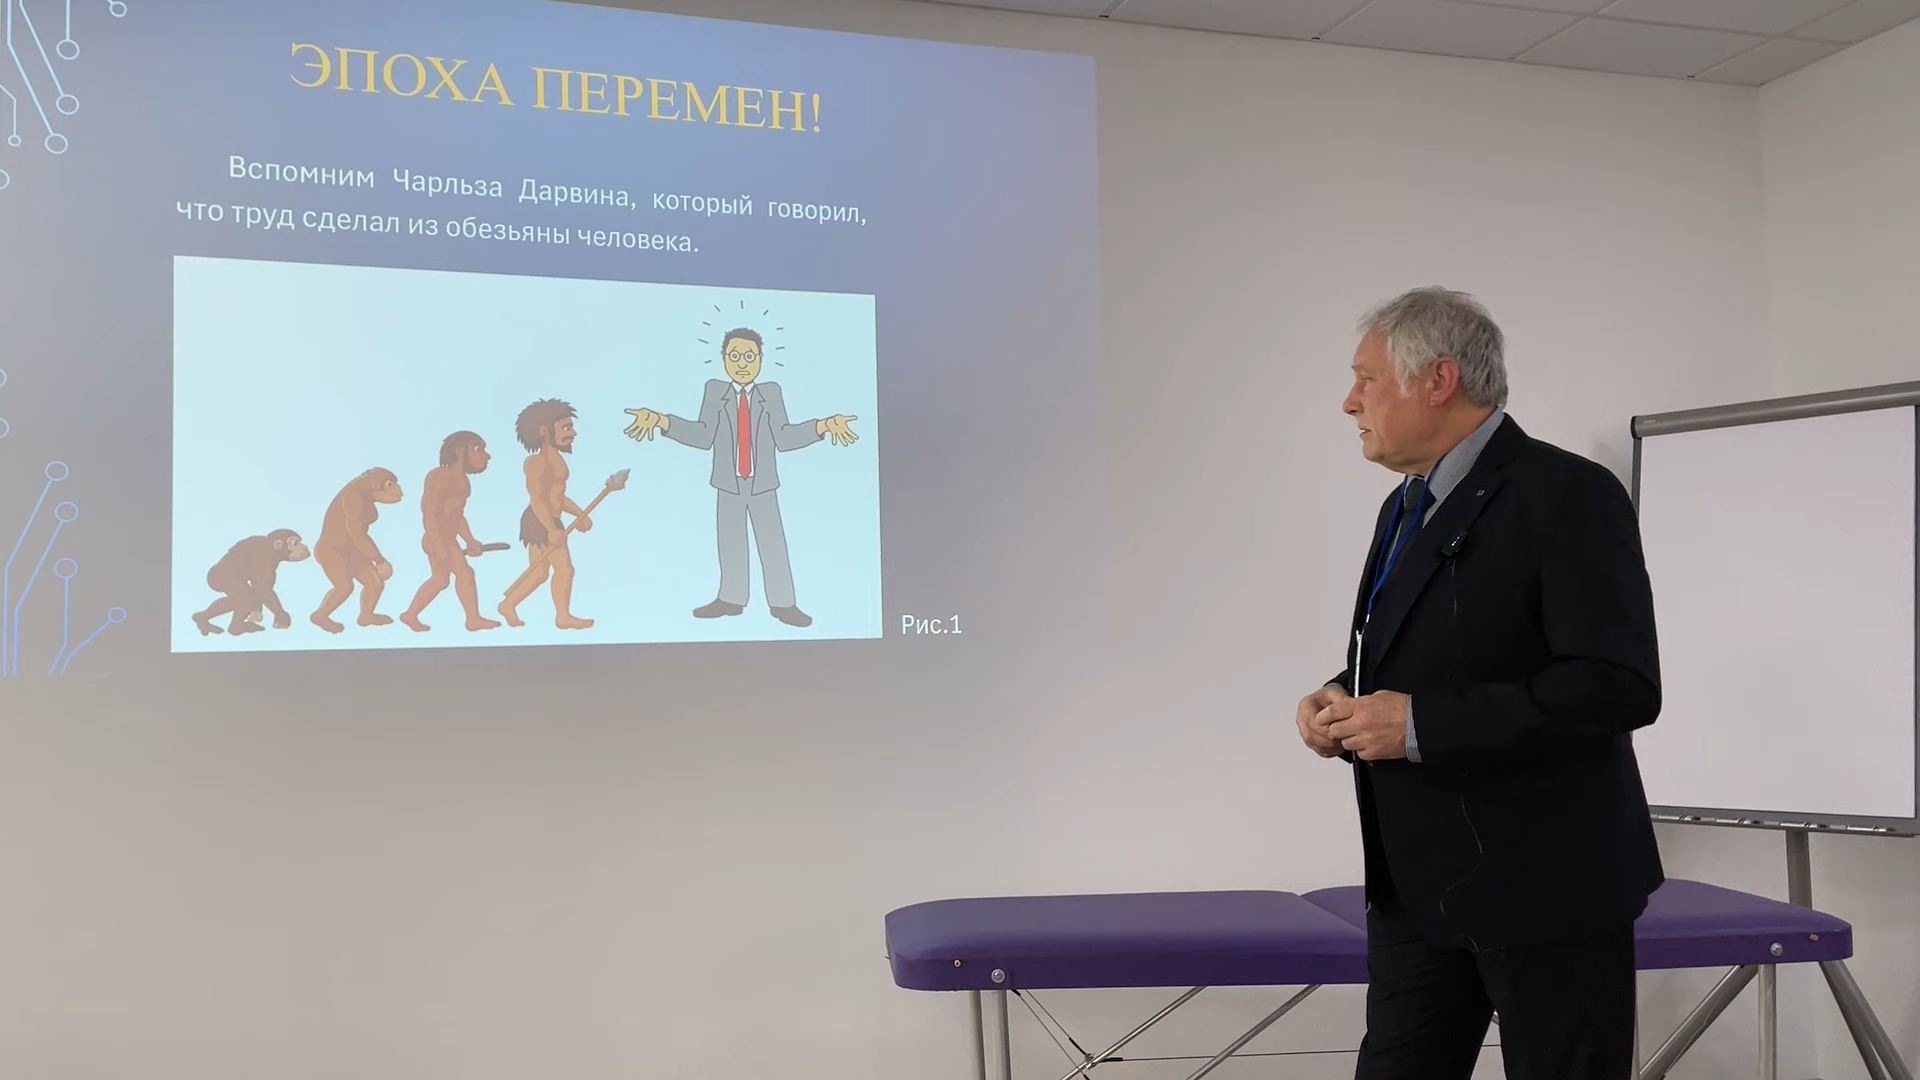 ЭПОХА ПЕРЕМЕН!
Вспомним Чарльза Дарвина, который говорил,
что труд сделал из обезьяны человека.
Рис.1